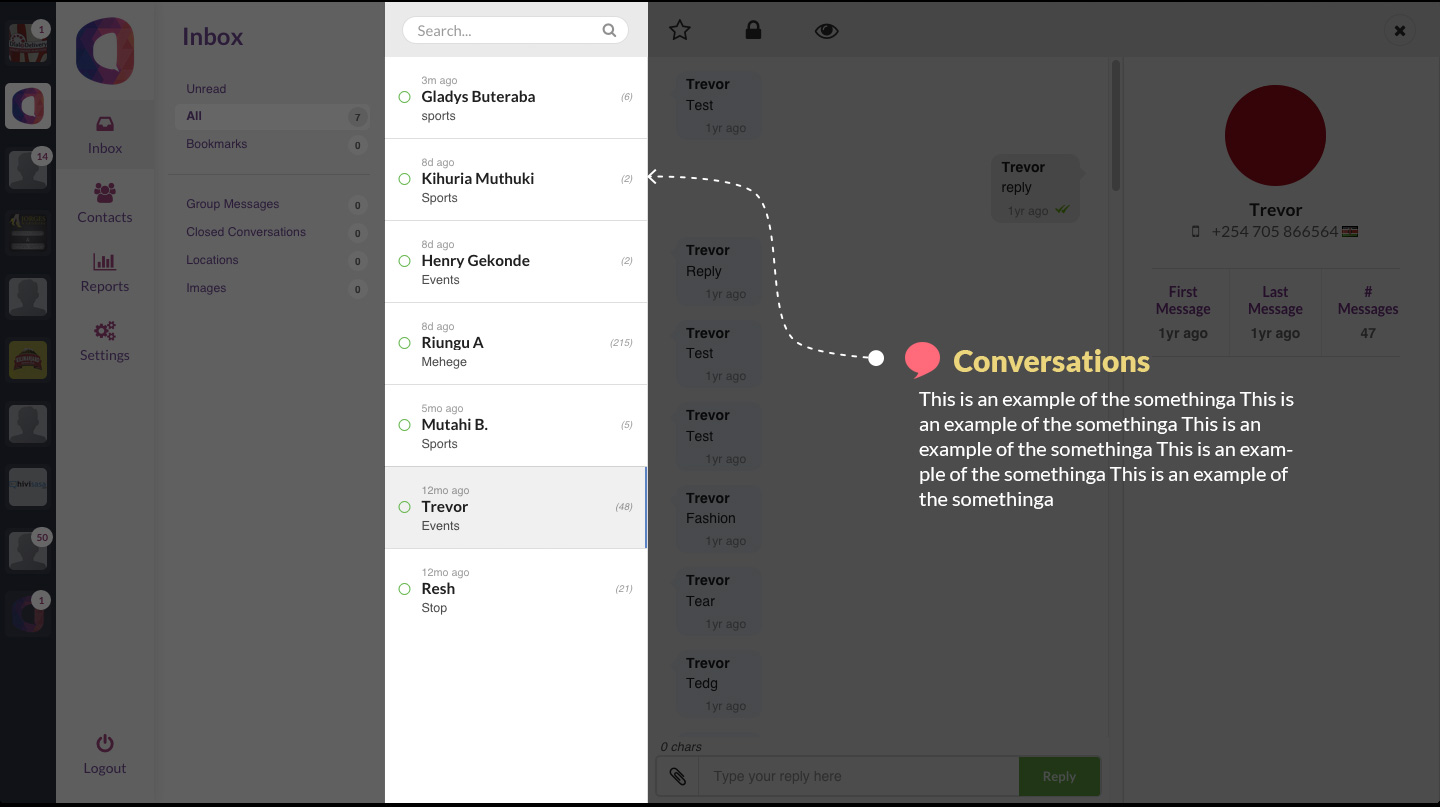 1
14
50
1
Inbox
Contacts
Reports
Settings
Logout
Inbox
Unread
All 7
Bookmarks 0
Group Messages 0
Closed Conversations 0
Locations 0
Images 0
Search...
3m ago
Gladys Buteraba (6)
sports
8d ago
Kihuria Muthuki (2)
Sports
8d ago
Henry Gekonde (2)
Events
8d ago
Riungu A (215)
Mehege
5mo ago
Mutahi B. (5)
Sports
12mo ago
Trevor (48)
Events
12mo ago
Resh (21)
Stop
Trevor
Test
1yr ago
Trevor
reply
1yr ago
Trevor
Reply
1yr ago
Trevor
Test
1yr ago
Trevor
Test
1yr ago
Trevor
Fashion
1yr ago
Trevor
Tear
1yr ago
Trevor
Tedg
1yr ago
0 chars
Type your reply here
Reply
Conversations
This is an example of the somethinga This is
an example of the somethinga This is an
example of the somethinga This is an exam-
ple of the somethinga This is an example of
the somethinga
Trevor
+254 705 866564
First
Message
1yr ago
Last
Message
1yr ago
#
Messages
47